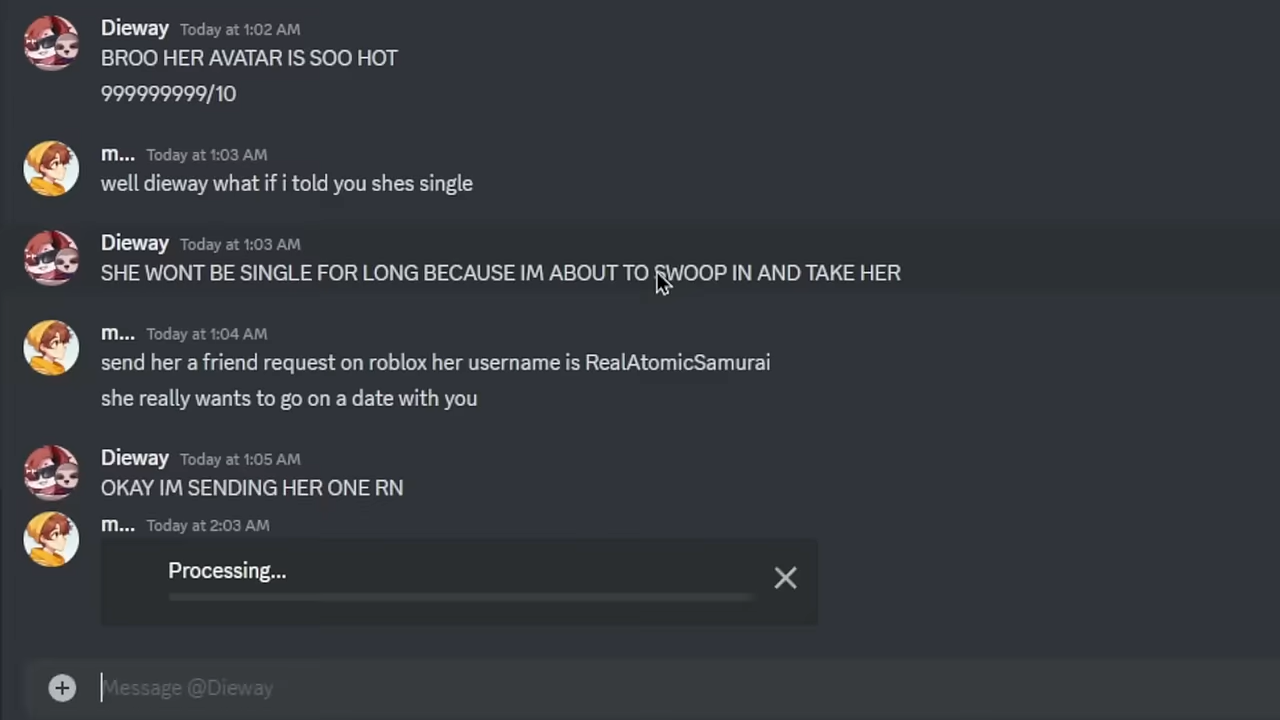 Dieway Today at 1:02 AM
BROO HER AVATAR IS SOO HOT
999999999/10
m... Today at 1:03 AM
well dieway what if i told you shes single
Dieway Today at 1:03 AM
SHE WONT BE SINGLE FOR LONG BECAUSE IM ABOUT TO SWOOP IN AND TAKE HER
m... Today at 1:04 AM
send her a friend request on roblox her username is RealAtomicSamurai
she really wants to go on a date with you
Dieway Today at 1:05 AM
OKAY IM SENDING HER ONE RN
m... Today at 2:03 AM
Processing...
Message @Dieway